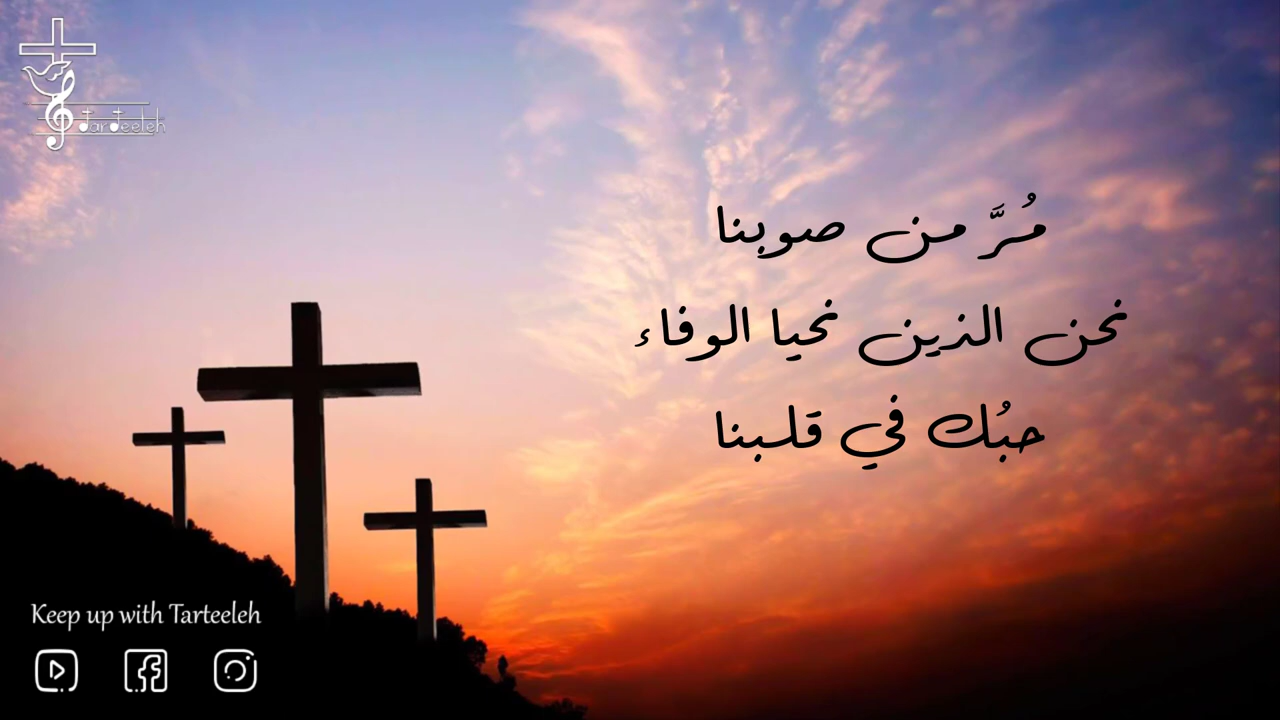 Tarteeleh
مُرَّ من صوبنا
نحن الذين نحيا الوفاء
حبُك في قلبنا
Keep up with Tarteeleh